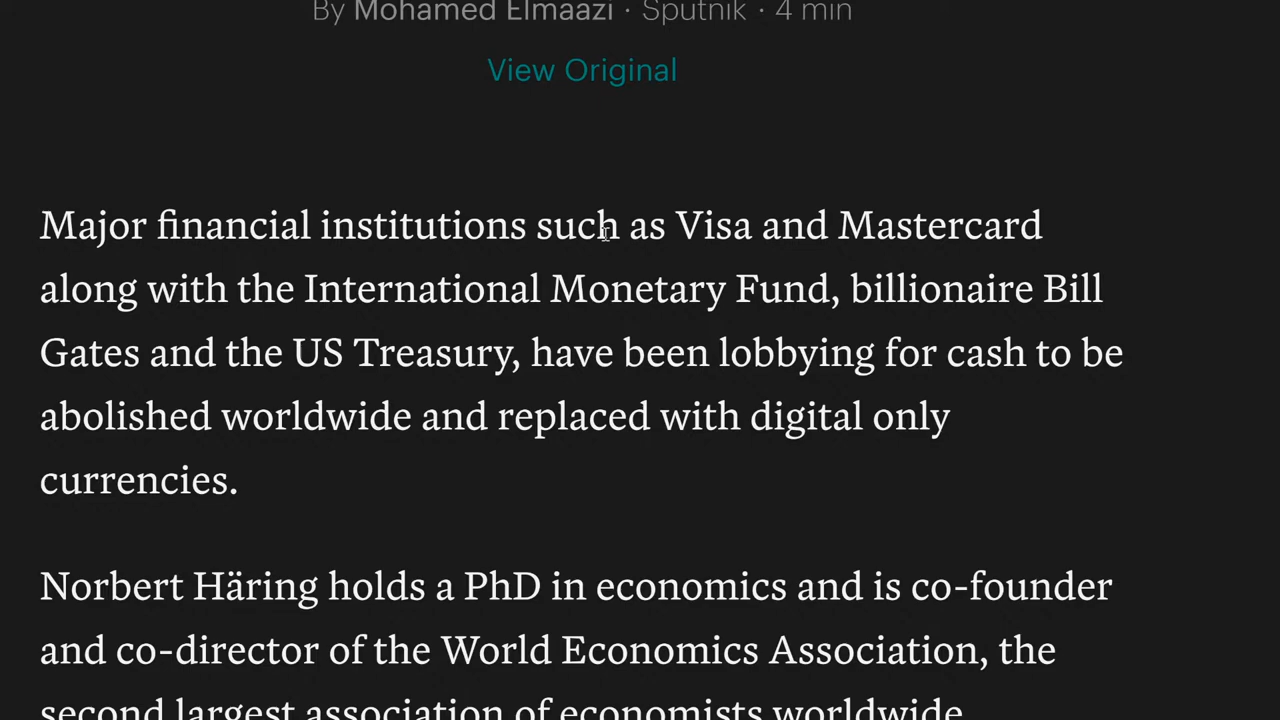 By Mohamed Elmaazi · Sputnik · 4 min
View Original
Major financial institutions such as Visa and Mastercard
along with the International Monetary Fund, billionaire Bill
Gates and the US Treasury, have been lobbying for cash to be
abolished worldwide and replaced with digital only
currencies.
Norbert Häring holds a PhD in economics and is co-founder
and co-director of the World Economics Association, the
second largest association of economists worldwide.